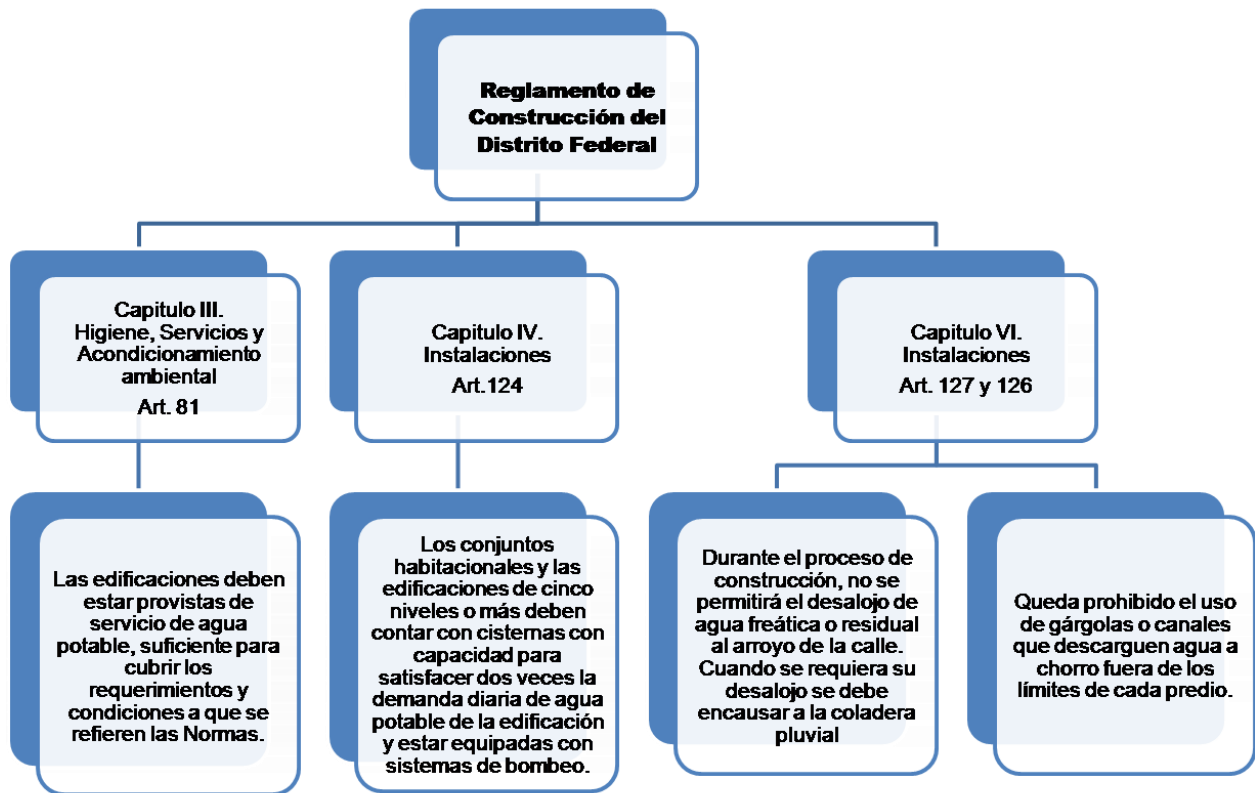 Reglamento de
Construcción del
Distrito Federal
Capitulo III.
Higiene, Servicios y
Acondicionamiento
ambiental
Art. 81
Capitulo IV.
Instalaciones
Art.124
Capitulo VI.
Instalaciones
Art. 127 y 126
Las edificaciones deben
estar provistas de
servicio de agua
potable, suficiente para
cubrir los
requerimientos y
condiciones a que se
refieren las Normas.
Los conjuntos
habitacionales y las
edificaciones de cinco
niveles o más deben
contar con cisternas con
capacidad para
satisfacer dos veces la
demanda diaria de agua
potable de la edificación
y estar equipadas con
sistemas de bombeo.
Durante el proceso de
construcción, no se
permitirá el desalojo de
agua freática o residual
al arroyo de la calle.
Cuando se requiera su
desalojo se debe
encausar a la coladera
pluvial
Queda prohibido el uso
de gárgolas o canales
que descarguen agua a
chorro fuera de los
límites de cada predio.